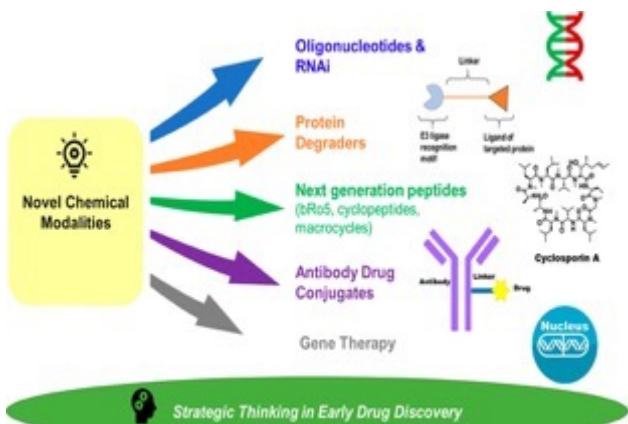 Oligonucleotides &
RNAi
Linker
Protein
Degraders
E3 ligase
recognition
motif
Ligand of
targeted protein
Novel Chemical
Modalities
Next generation peptides
(bRo5, cyclopeptides,
macrocycles)
Cyclosporin A
Antibody Drug
Conjugates
Antibody
Linker
Drug
Gene Therapy
Nucleus
Strategic Thinking in Early Drug Discovery